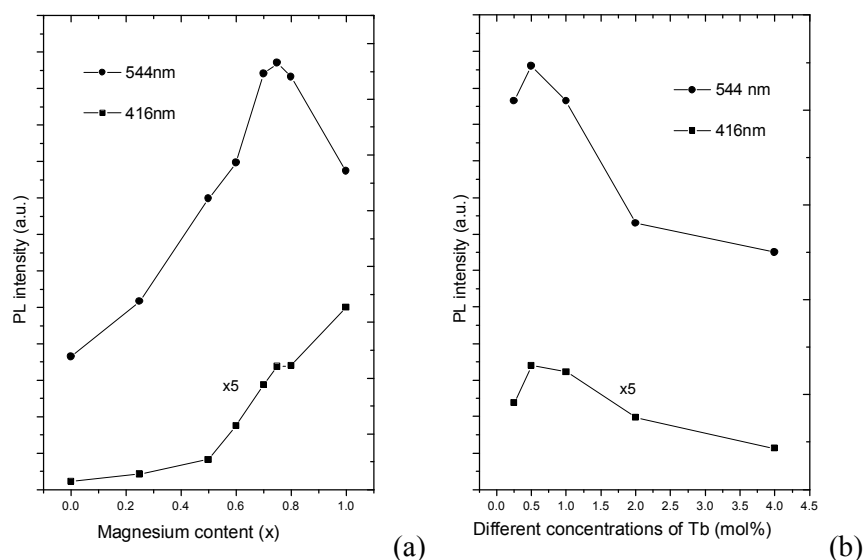 544nm
416nm
x5
PL intensity (a.u.)
0.0 0.2 0.4 0.6 0.8 1.0
Magnesium content (x)
(a)
544 nm
416nm
x5
PL intensity (a.u.)
0.0 0.5 1.0 1.5 2.0 2.5 3.0 3.5 4.0 4.5
Different concentrations of Tb (mol%)
(b)